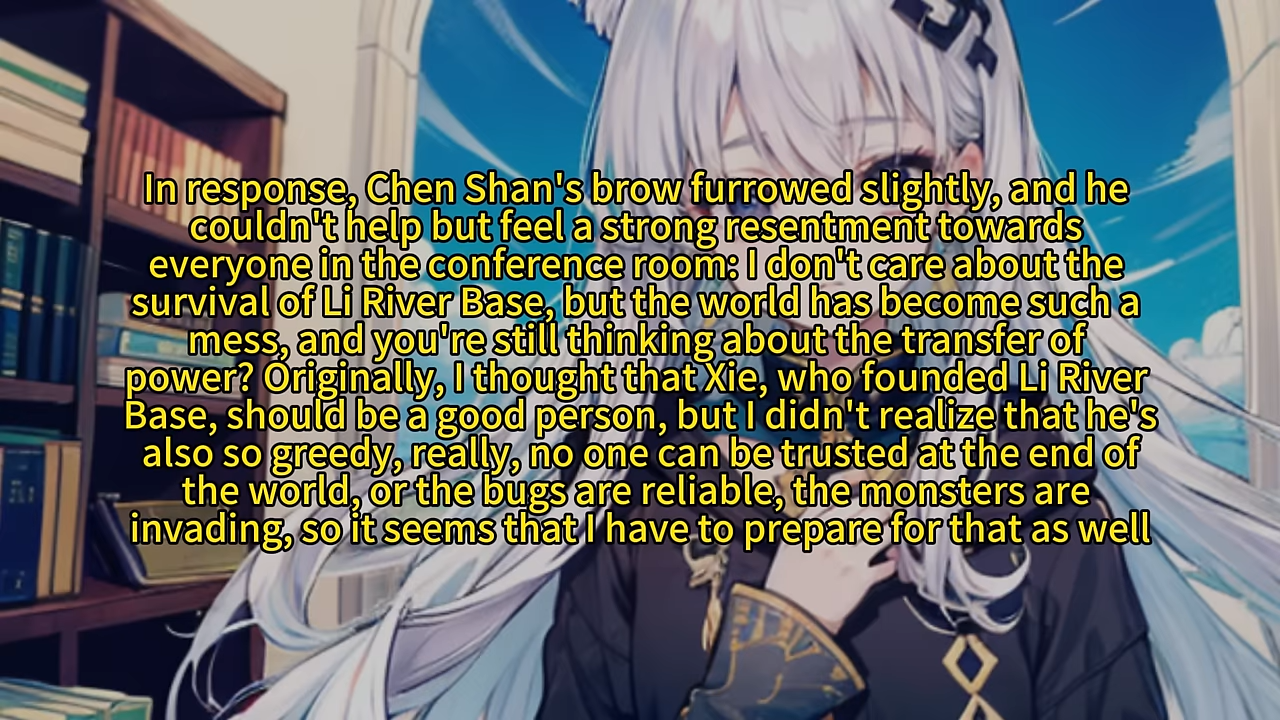 In response, Chen Shan's brow furrowed slightly, and he
couldn't help but feel a strong resentment towards
everyone in the conference room: I don't care about the
survival of Li River Base, but the world has become such a
mess, and you're still thinking about the transfer of
power? Originally, I thought that Xie, who founded Li River
Base, should be a good person, but I didn't realize that he's
also so greedy, really, no one can be trusted at the end of
the world, or the bugs are reliable, the monsters are
invading, so it seems that I have to prepare for that as well